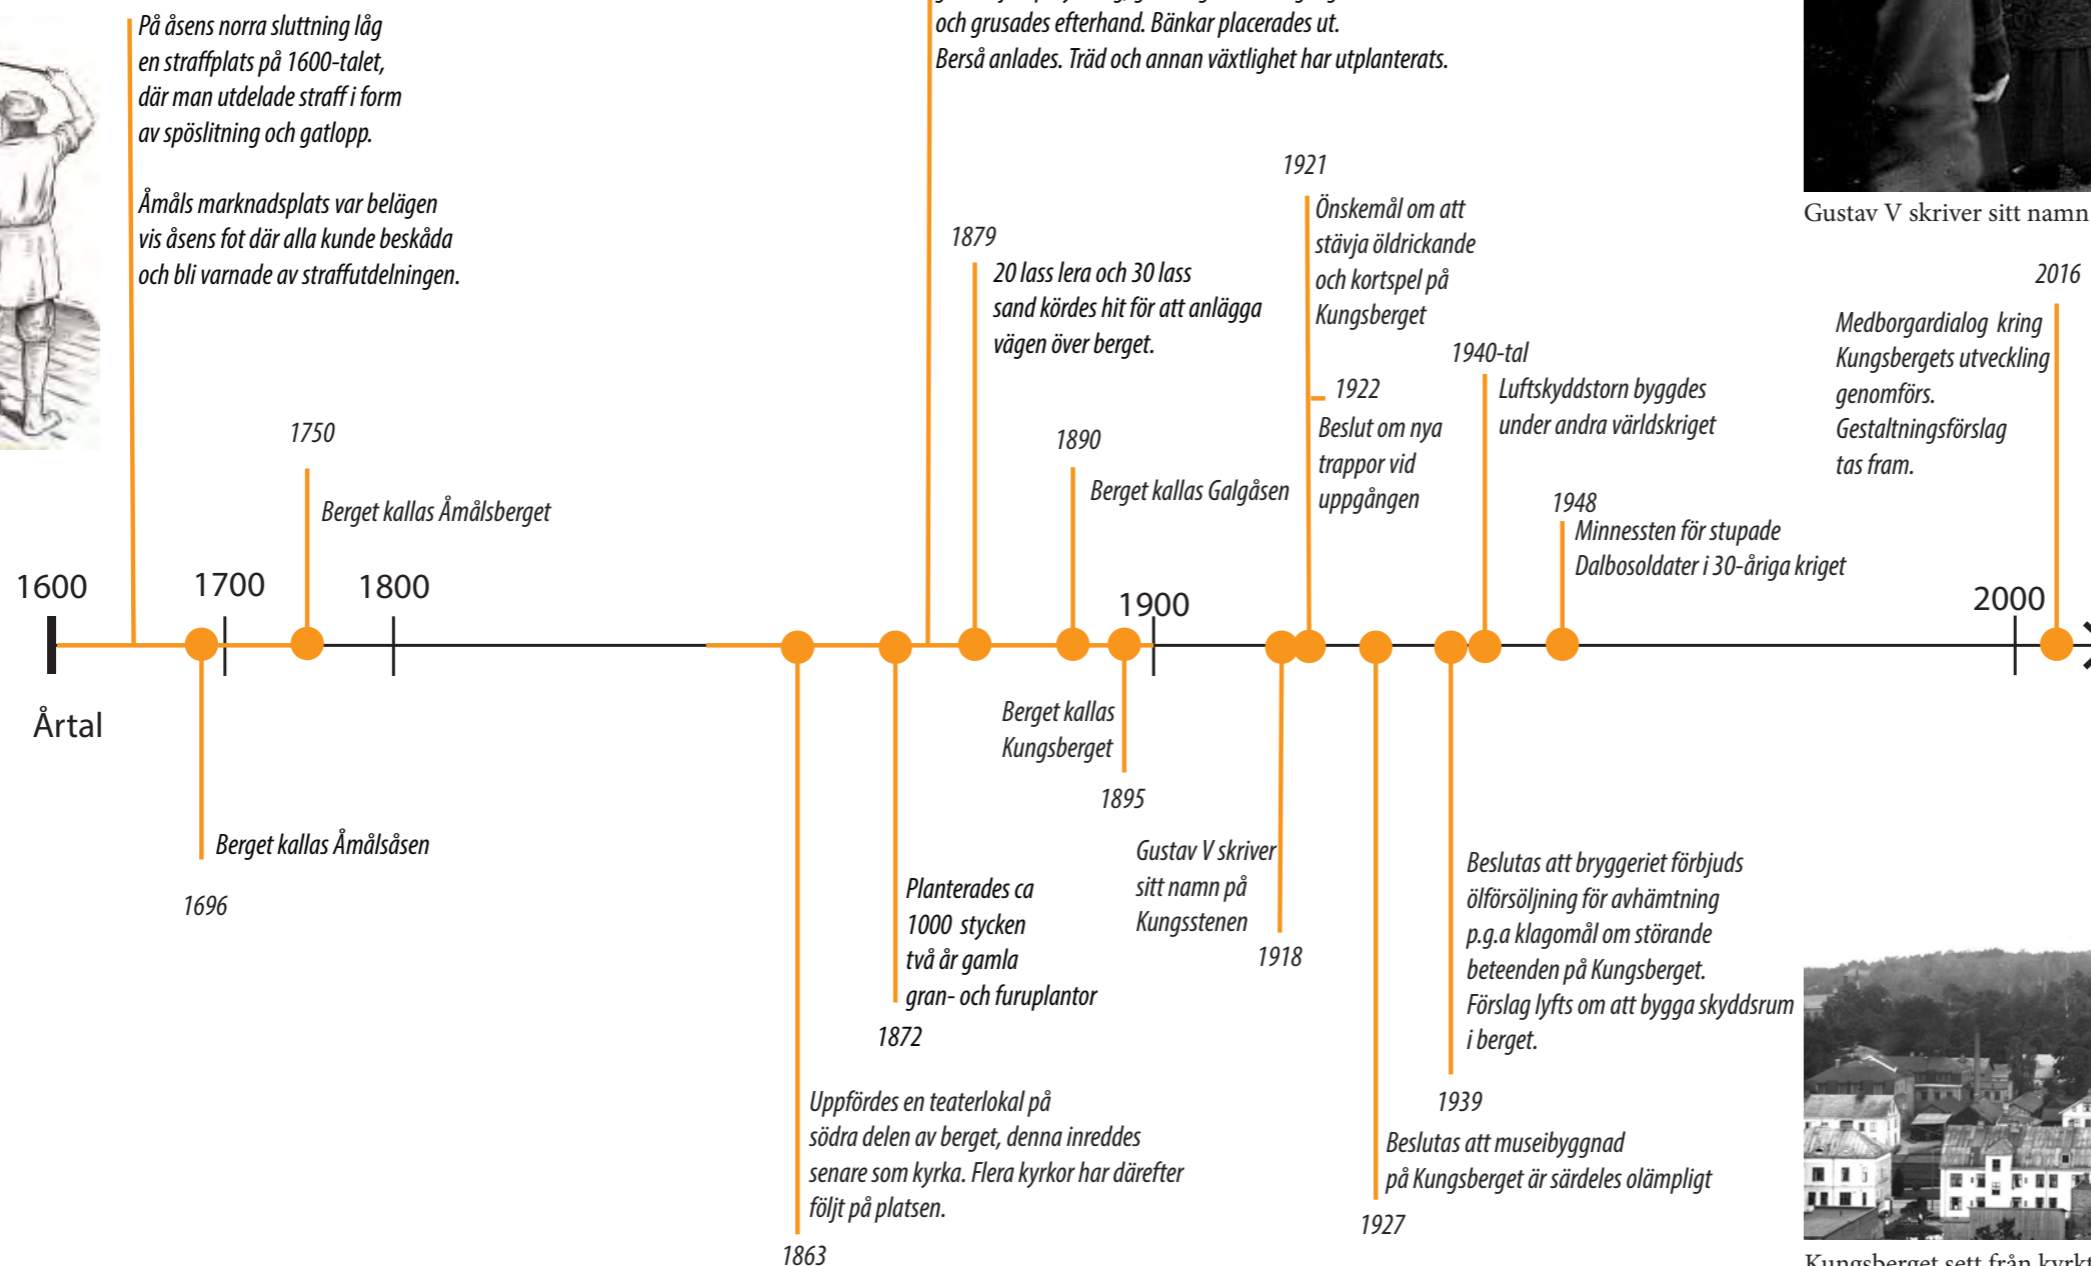 På åsens norra sluttning låg
en straffplats på 1600-talet,
där man utdelade straff i form
av spöslitning och gatlopp.
Åmåls marknadsplats var belägen
vis åsens fot där alla kunde beskåda
och bli varnade av straffutdelningen.
och grusades efterhand. Bänkar placerades ut.
Berså anlades. Träd och annan växtlighet har utplanterats.
Gustav V skriver sitt namn
1879
20 lass lera och 30 lass
sand kördes hit för att anlägga
vägen över berget.
1921
Önskemål om att
stävja öldrickande
och kortspel på
Kungsberget
1922
Beslut om nya
trappor vid
uppgången
1940-tal
Luftskyddstorn byggdes
under andra världskriget
2016
Medborgardialog kring
Kungsbergets utveckling
genomförs.
Gestaltningsförslag
tas fram.
1750
Berget kallas Åmålsberget
1890
Berget kallas Galgåsen
1948
Minnessten för stupade
Dalbosoldater i 30-åriga kriget
1600
1700
1800
1900
2000
Årtal
Berget kallas Åmålsåsen
1696
Berget kallas
Kungsberget
1895
Gustav V skriver
sitt namn på
Kungsstenen
1918
Planterades ca
1000 stycken
två år gamla
gran- och furuplantor
1872
Beslutas att bryggeriet förbjuds
ölförsöljning för avhämtning
p.g.a klagomål om störande
beteenden på Kungsberget.
Förslag lyfts om att bygga skyddsrum
i berget.
1939
Uppfördes en teaterlokal på
södra delen av berget, denna inreddes
senare som kyrka. Flera kyrkor har därefter
följt på platsen.
1863
Beslutas att museibyggnad
på Kungsberget är särdeles olämpligt
1927
Kungsberget sett från